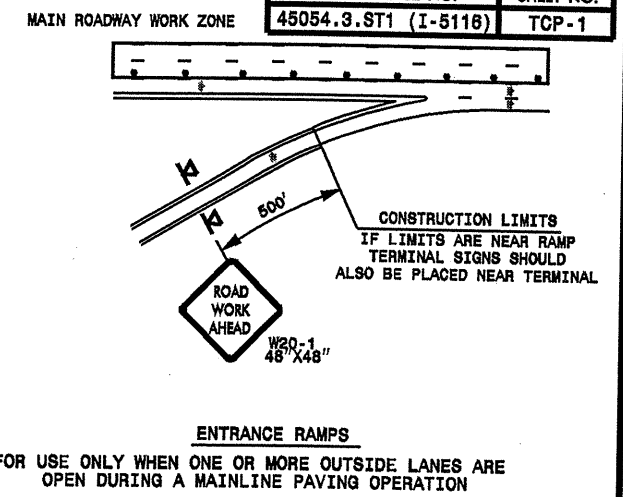 SHEET NO.
MAIN ROADWAY WORK ZONE
45054.3.ST1 (I-5116)
TCP-1
500'
CONSTRUCTION LIMITS
IF LIMITS ARE NEAR RAMP
TERMINAL SIGNS SHOULD
ALSO BE PLACED NEAR TERMINAL
ROAD
WORK
AHEAD
W20-1
48"X48"
ENTRANCE RAMPS
FOR USE ONLY WHEN ONE OR MORE OUTSIDE LANES ARE
OPEN DURING A MAINLINE PAVING OPERATION